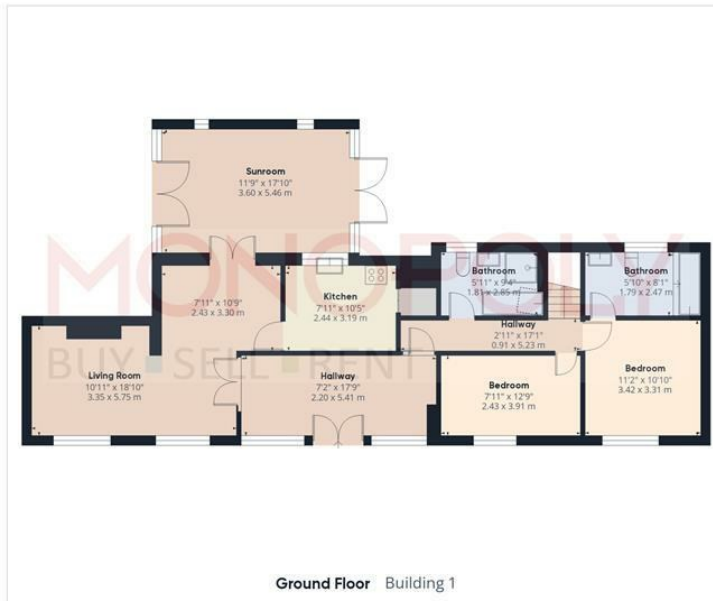 Sunroom
11'9" x 17'10"
3.60 x 5.46 m
MONOPOLY
BUY SELL RENT
7'11" x 10'9"
2.43 x 3.30 m
Kitchen
7'11" x 10'5"
2.44 x 3.19 m
Bathroom
5'11" x 9'4"
1.81 x 2.85 m
Bathroom
5'10" x 8'1"
1.79 x 2.47 m
Hallway
2'11" x 17'1"
0.91 x 5.23 m
Living Room
10'11" x 18'10"
3.35 x 5.75 m
Hallway
7'2" x 17'9"
2.20 x 5.41 m
Bedroom
7'11" x 12'9"
2.43 x 3.91 m
Bedroom
11'2" x 10'10"
3.42 x 3.31 m
Ground Floor Building 1